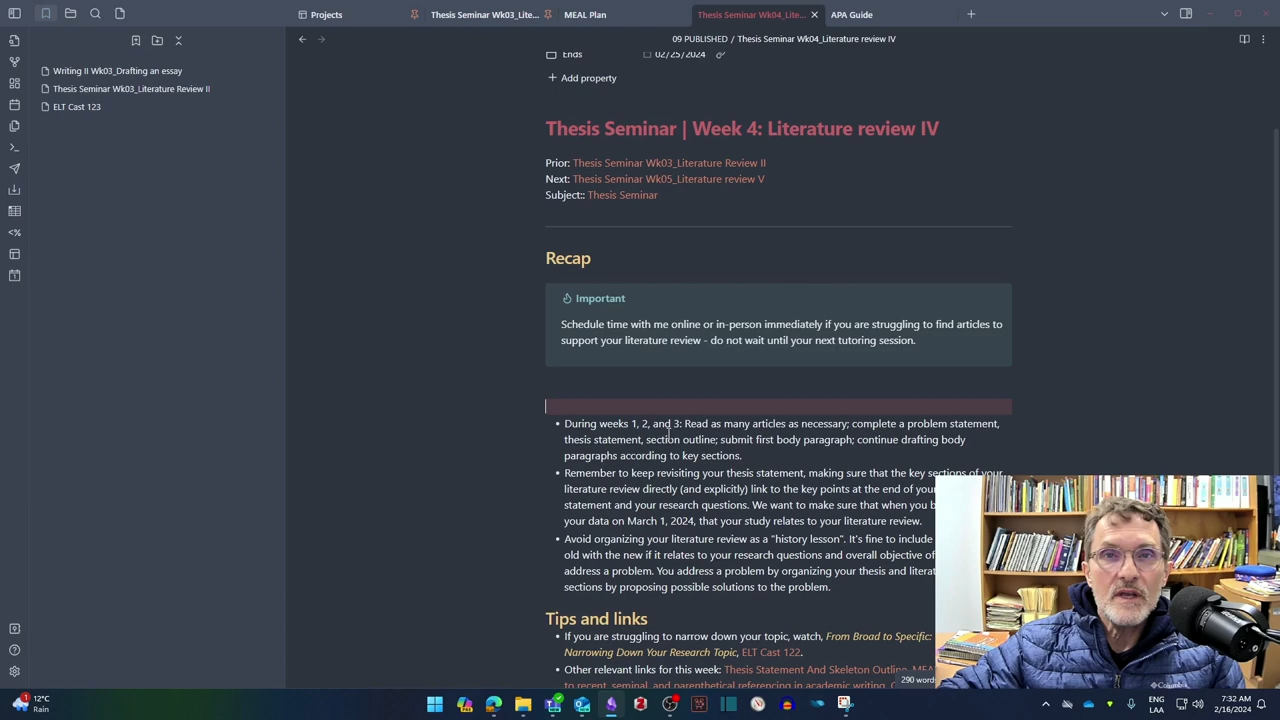 Projects
Thesis Seminar Wk03_Lite...
MEAL Plan
Thesis Seminar Wk04_Lite...
APA Guide
09 PUBLISHED / Thesis Seminar Wk04_Literature review IV
Writing II Wk03_Drafting an essay
Thesis Seminar Wk03_Literature Review II
ELT Cast 123
Ends 02/25/2024
Add property
Thesis Seminar | Week 4: Literature review IV
Prior: Thesis Seminar Wk03_Literature Review II
Next: Thesis Seminar Wk05_Literature review V
Subject:: Thesis Seminar
Recap
Important
Schedule time with me online or in-person immediately if you are struggling to find articles to
support your literature review - do not wait until your next tutoring session.
• During weeks 1, 2, and 3: Read as many articles as necessary; complete a problem statement,
thesis statement, section outline; submit first body paragraph; continue drafting body
paragraphs according to key sections.
• Remember to keep revisiting your thesis statement, making sure that the key sections of your
literature review directly (and explicitly) link to the key points at the end of your
statement and your research questions. We want to make sure that when you b
your data on March 1, 2024, that your study relates to your literature review.
• Avoid organizing your literature review as a "history lesson". It's fine to include
old with the new if it relates to your research questions and overall objective of
address a problem. You address a problem by organizing your thesis and literat
sections by proposing possible solutions to the problem.
Tips and links
• If you are struggling to narrow down your topic, watch, From Broad to Specific:
Narrowing Down Your Research Topic, ELT Cast 122.
• Other relevant links for this week: Thesis Statement And Skeleton Outline, MEA
to recent, seminal, and parenthetical referencing in academic writing,
290 words
12°C
Rain
ENG
LAA
7:32 AM
2/16/2024